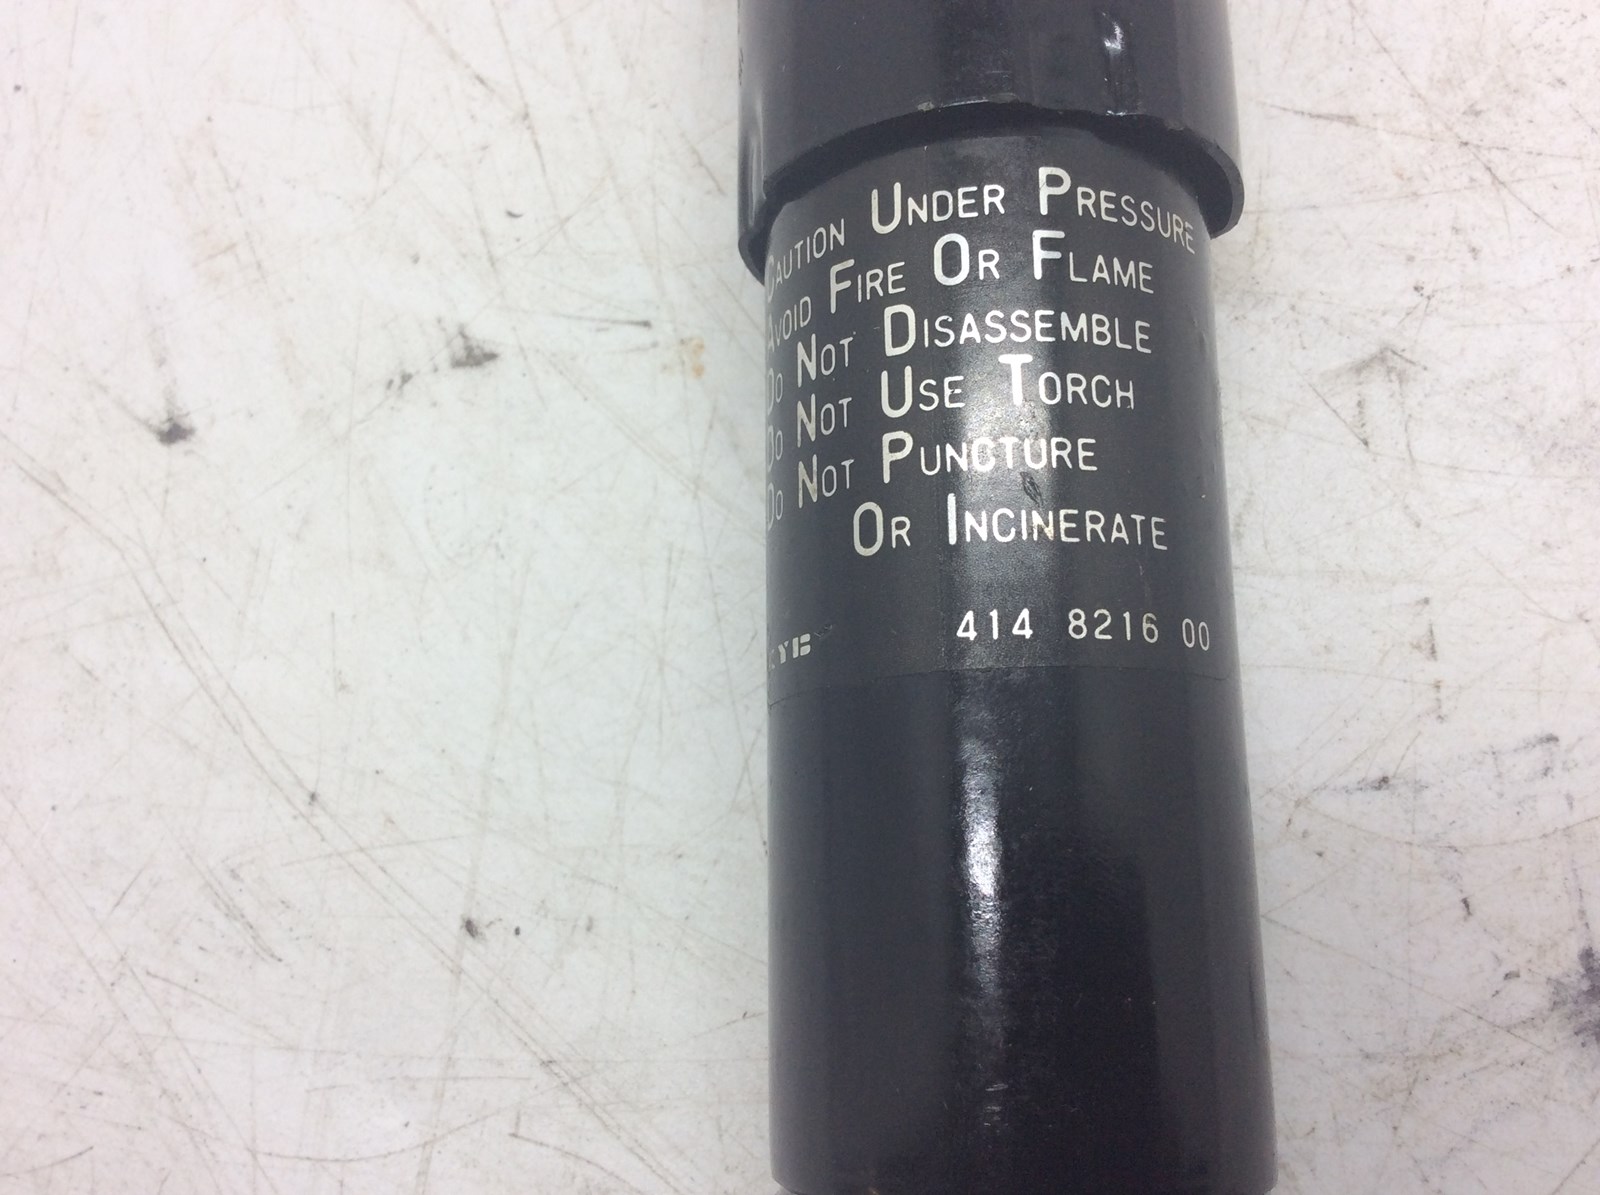 CAUTION UNDER PRESSURE
AVOID FIRE OR FLAME
DO NOT DISASSEMBLE
DO NOT USE TORCH
DO NOT PUNCTURE
OR INCINERATE
KYB 414 8216 00